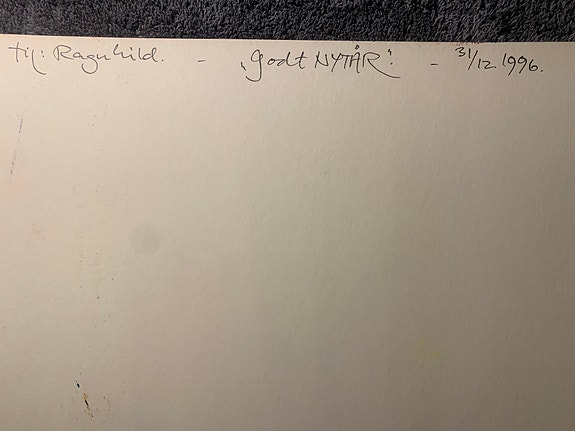 Til: Ragnhild. - „Godt NYTÅR“. - 31/12 1996.